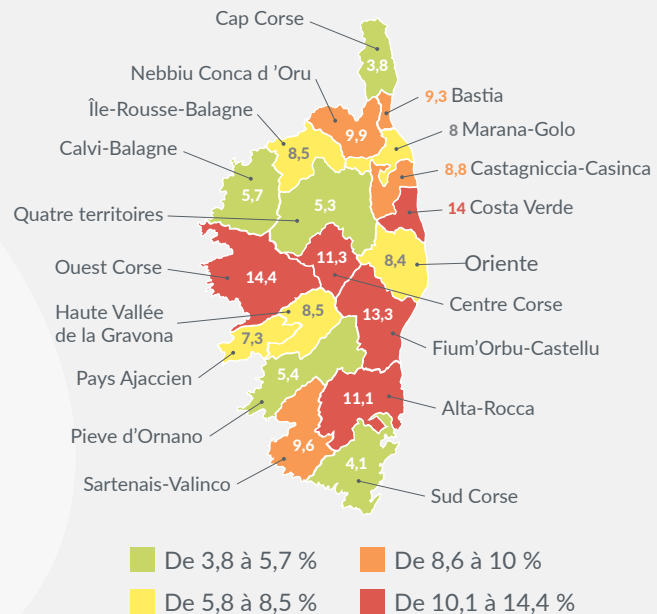 Cap Corse
3,8
Nebbiu Conca d 'Oru
9,3 Bastia
Île-Rousse-Balagne
9,9
8 Marana-Golo
8,5
Calvi-Balagne
8,8 Castagniccia-Casinca
5,7
5,3
14 Costa Verde
Quatre territoires
11,3
8,4
Oriente
Ouest Corse
14,4
Centre Corse
Haute Vallée
de la Gravona
8,5
13,3
7,3
Fium'Orbu-Castellu
Pays Ajaccien
5,4
11,1
Alta-Rocca
Pieve d'Ornano
9,6
4,1
Sartenais-Valinco
Sud Corse
De 3,8 à 5,7 %
De 8,6 à 10 %
De 5,8 à 8,5 %
De 10,1 à 14,4 %